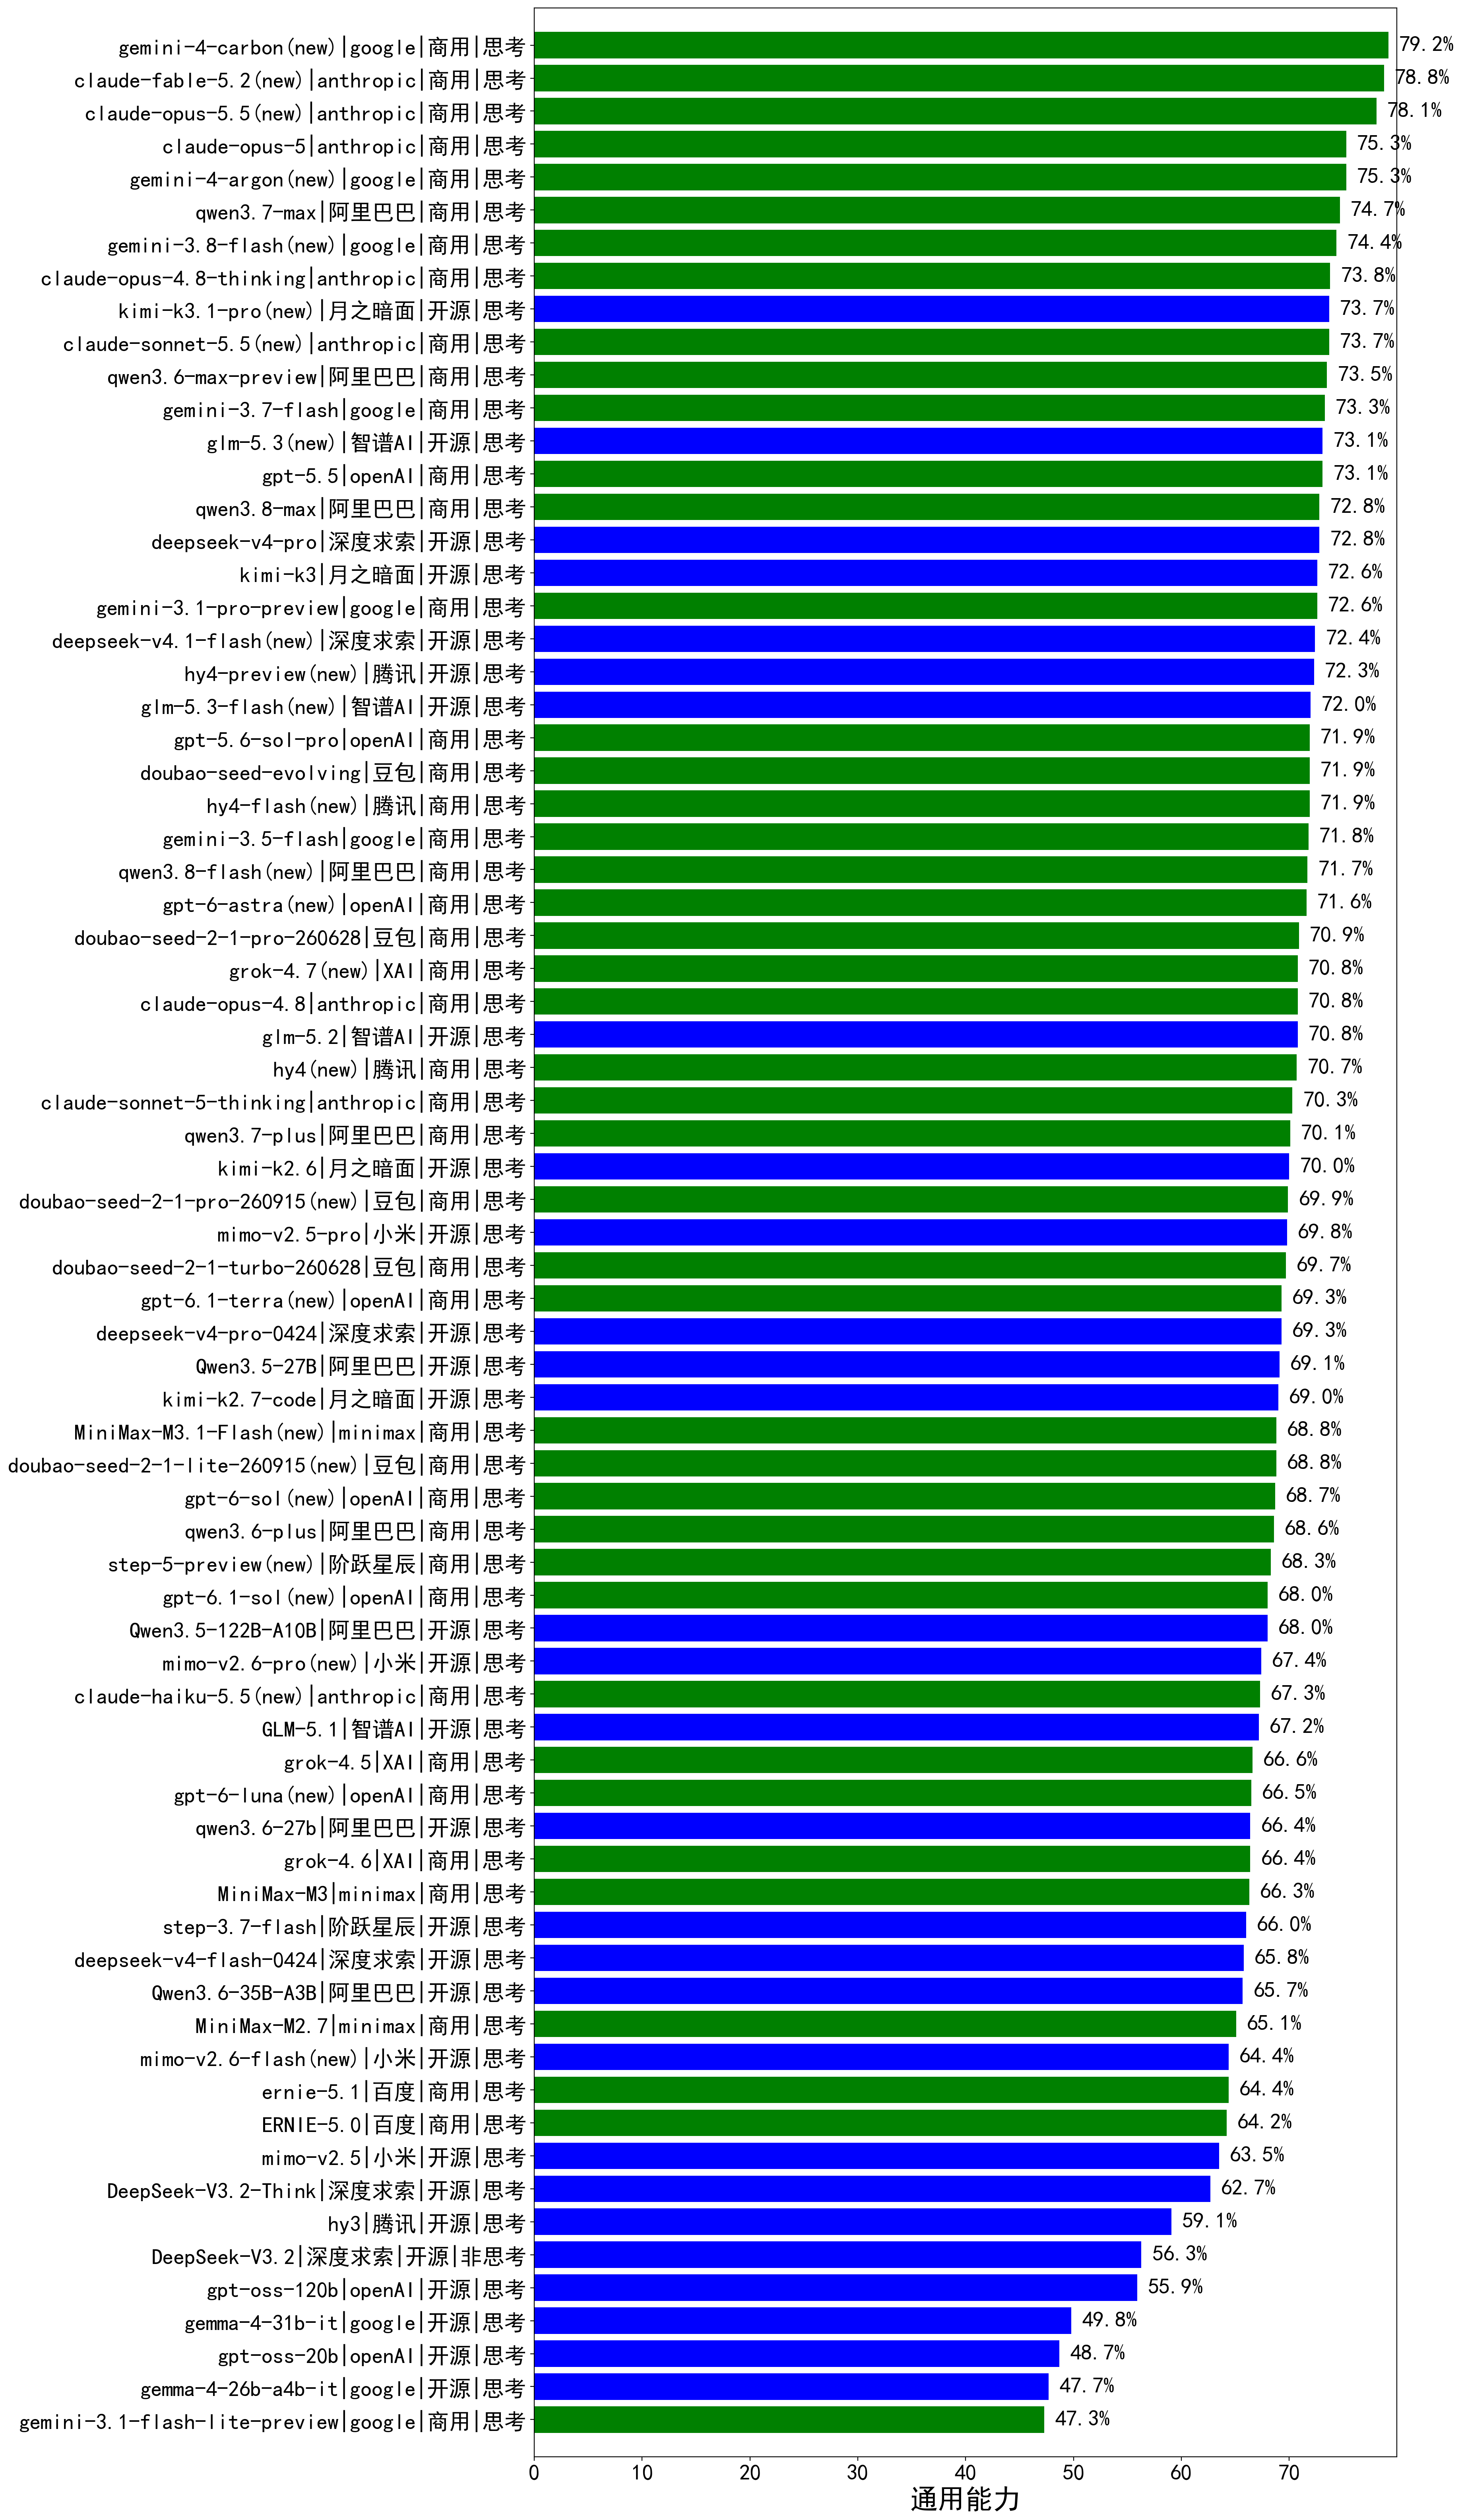 gemini-4-carbon(new)|google|商用|思考 79.2%
claude-fable-5.2(new)|anthropic|商用|思考 78.8%
claude-opus-5.5(new)|anthropic|商用|思考 78.1%
claude-opus-5|anthropic|商用|思考 75.3%
gemini-4-argon(new)|google|商用|思考 75.3%
qwen3.7-max|阿里巴巴|商用|思考 74.7%
gemini-3.8-flash(new)|google|商用|思考 74.4%
claude-opus-4.8-thinking|anthropic|商用|思考 73.8%
kimi-k3.1-pro(new)|月之暗面|开源|思考 73.7%
claude-sonnet-5.5(new)|anthropic|商用|思考 73.7%
qwen3.6-max-preview|阿里巴巴|商用|思考 73.5%
gemini-3.7-flash|google|商用|思考 73.3%
glm-5.3(new)|智谱AI|开源|思考 73.1%
gpt-5.5|openAI|商用|思考 73.1%
qwen3.8-max|阿里巴巴|商用|思考 72.8%
deepseek-v4-pro|深度求索|开源|思考 72.8%
kimi-k3|月之暗面|开源|思考 72.6%
gemini-3.1-pro-preview|google|商用|思考 72.6%
deepseek-v4.1-flash(new)|深度求索|开源|思考 72.4%
hy4-preview(new)|腾讯|开源|思考 72.3%
glm-5.3-flash(new)|智谱AI|开源|思考 72.0%
gpt-5.6-sol-pro|openAI|商用|思考 71.9%
doubao-seed-evolving|豆包|商用|思考 71.9%
hy4-flash(new)|腾讯|商用|思考 71.9%
gemini-3.5-flash|google|商用|思考 71.8%
qwen3.8-flash(new)|阿里巴巴|商用|思考 71.7%
gpt-6-astra(new)|openAI|商用|思考 71.6%
doubao-seed-2-1-pro-260628|豆包|商用|思考 70.9%
grok-4.7(new)|XAI|商用|思考 70.8%
claude-opus-4.8|anthropic|商用|思考 70.8%
glm-5.2|智谱AI|开源|思考 70.8%
hy4(new)|腾讯|商用|思考 70.7%
claude-sonnet-5-thinking|anthropic|商用|思考 70.3%
qwen3.7-plus|阿里巴巴|商用|思考 70.1%
kimi-k2.6|月之暗面|开源|思考 70.0%
doubao-seed-2-1-pro-260915(new)|豆包|商用|思考 69.9%
mimo-v2.5-pro|小米|开源|思考 69.8%
doubao-seed-2-1-turbo-260628|豆包|商用|思考 69.7%
gpt-6.1-terra(new)|openAI|商用|思考 69.3%
deepseek-v4-pro-0424|深度求索|开源|思考 69.3%
Qwen3.5-27B|阿里巴巴|开源|思考 69.1%
kimi-k2.7-code|月之暗面|开源|思考 69.0%
MiniMax-M3.1-Flash(new)|minimax|商用|思考 68.8%
doubao-seed-2-1-lite-260915(new)|豆包|商用|思考 68.8%
gpt-6-sol(new)|openAI|商用|思考 68.7%
qwen3.6-plus|阿里巴巴|商用|思考 68.6%
step-5-preview(new)|阶跃星辰|商用|思考 68.3%
gpt-6.1-sol(new)|openAI|商用|思考 68.0%
Qwen3.5-122B-A10B|阿里巴巴|开源|思考 68.0%
mimo-v2.6-pro(new)|小米|开源|思考 67.4%
claude-haiku-5.5(new)|anthropic|商用|思考 67.3%
GLM-5.1|智谱AI|开源|思考 67.2%
grok-4.5|XAI|商用|思考 66.6%
gpt-6-luna(new)|openAI|商用|思考 66.5%
qwen3.6-27b|阿里巴巴|开源|思考 66.4%
grok-4.6|XAI|商用|思考 66.4%
MiniMax-M3|minimax|商用|思考 66.3%
step-3.7-flash|阶跃星辰|开源|思考 66.0%
deepseek-v4-flash-0424|深度求索|开源|思考 65.8%
Qwen3.6-35B-A3B|阿里巴巴|开源|思考 65.7%
MiniMax-M2.7|minimax|商用|思考 65.1%
mimo-v2.6-flash(new)|小米|开源|思考 64.4%
ernie-5.1|百度|商用|思考 64.4%
ERNIE-5.0|百度|商用|思考 64.2%
mimo-v2.5|小米|开源|思考 63.5%
DeepSeek-V3.2-Think|深度求索|开源|思考 62.7%
hy3|腾讯|开源|思考 59.1%
DeepSeek-V3.2|深度求索|开源|非思考 56.3%
gpt-oss-120b|openAI|开源|思考 55.9%
gemma-4-31b-it|google|开源|思考 49.8%
gpt-oss-20b|openAI|开源|思考 48.7%
gemma-4-26b-a4b-it|google|开源|思考 47.7%
gemini-3.1-flash-lite-preview|google|商用|思考 47.3%
0 10 20 30 40 50 60 70
通用能力